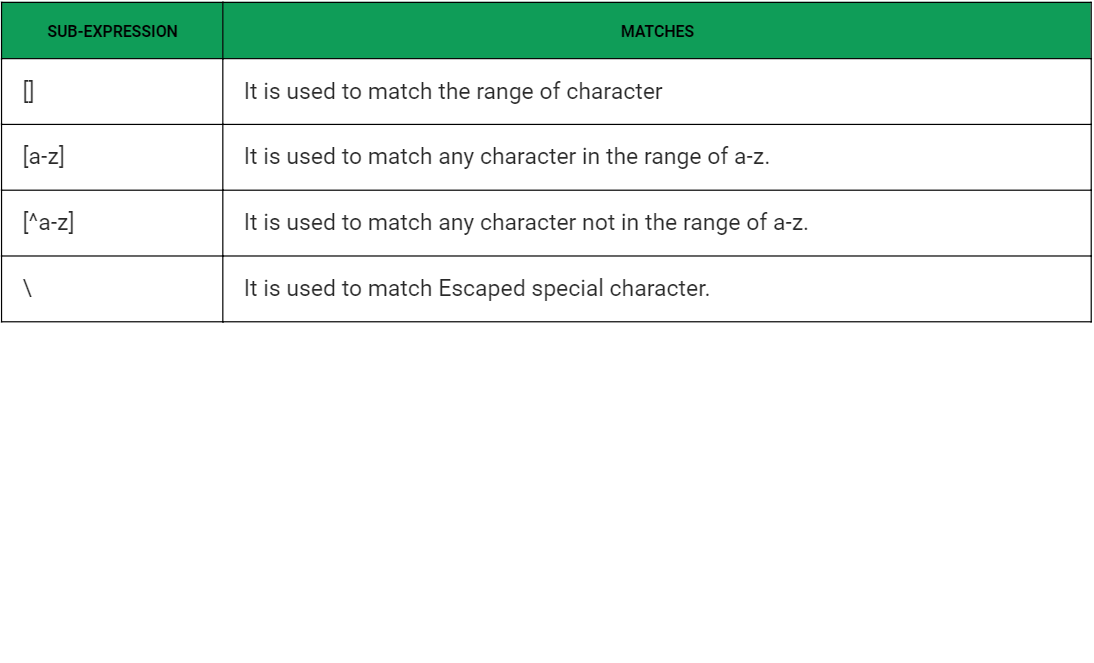 SUB-EXPRESSION MATCHES
[] It is used to match the range of character
[a-z] It is used to match any character in the range of a-z.
[^a-z] It is used to match any character not in the range of a-z.
\ It is used to match Escaped special character.